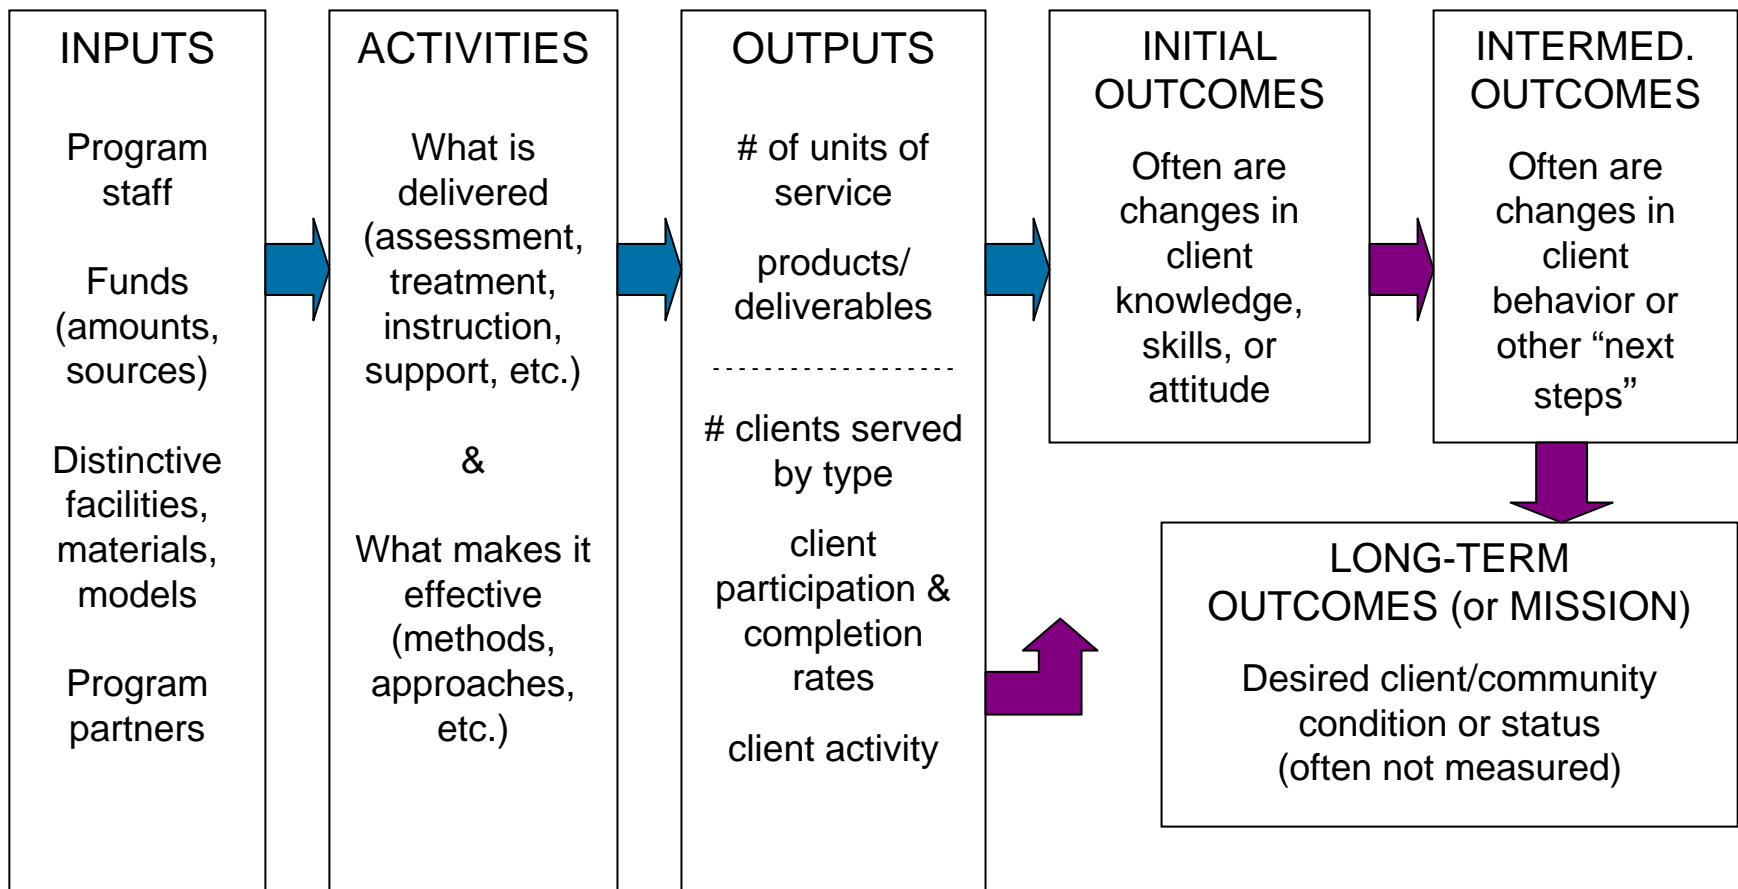 INPUTS
Program
staff
Funds
(amounts,
sources)
Distinctive
facilities,
materials,
models
Program
partners
ACTIVITIES
What is
delivered
(assessment,
treatment,
instruction,
support, etc.)
&
What makes it
effective
(methods,
approaches,
etc.)
OUTPUTS
# of units of
service
products/
deliverables
# clients served
by type
client
participation &
completion
rates
client activity
INITIAL
OUTCOMES
Often are
changes in
client
knowledge,
skills, or
attitude
INTERMED.
OUTCOMES
Often are
changes in
client
behavior or
other “next
steps”
LONG-TERM
OUTCOMES (or MISSION)
Desired client/community
condition or status
(often not measured)